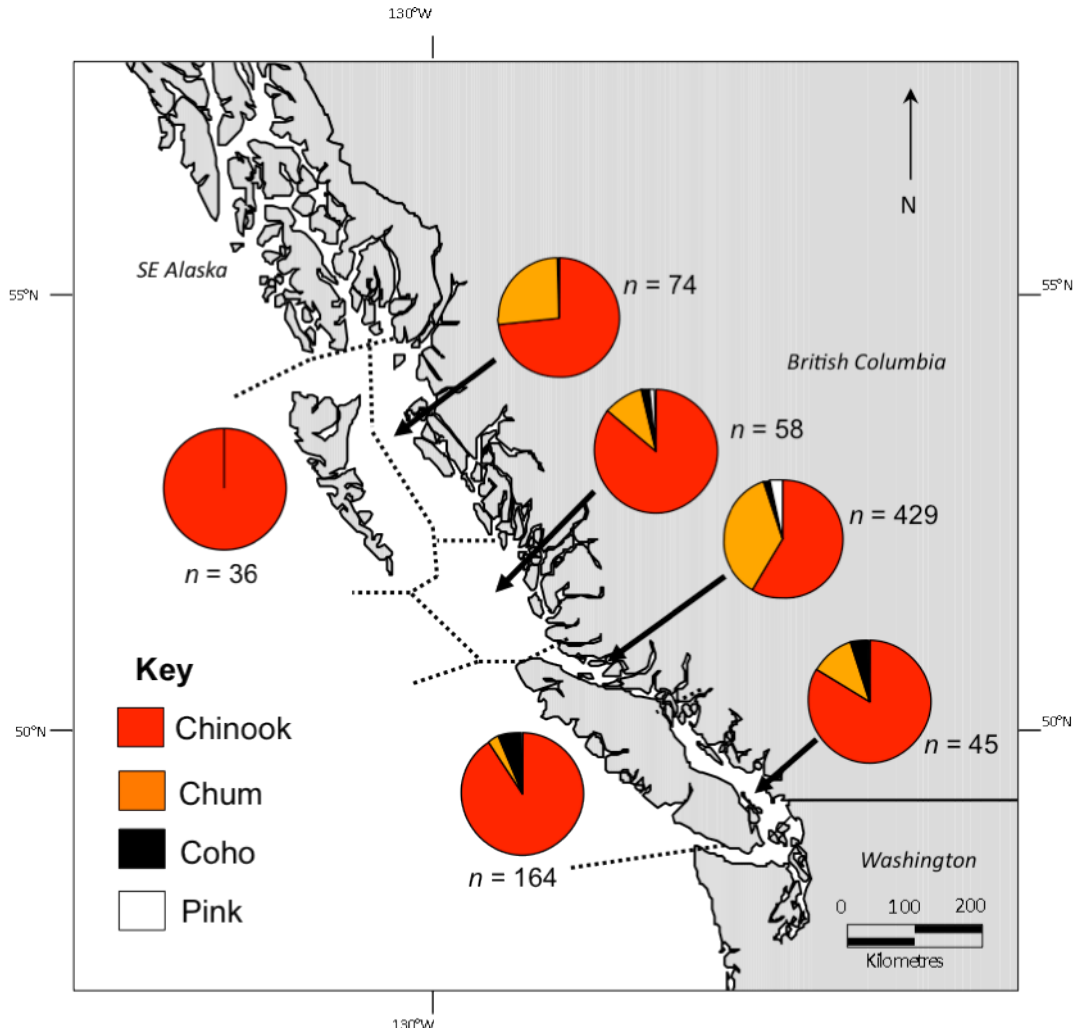 130°W
n = 74
SE Alaska
N
55°N
55°N
British Columbia
n = 58
n = 429
n = 36
Key
Chinook
Chum
Coho
Pink
50°N
50°N
n = 45
n = 164
Washington
0 100 200
Kilometres
130°W